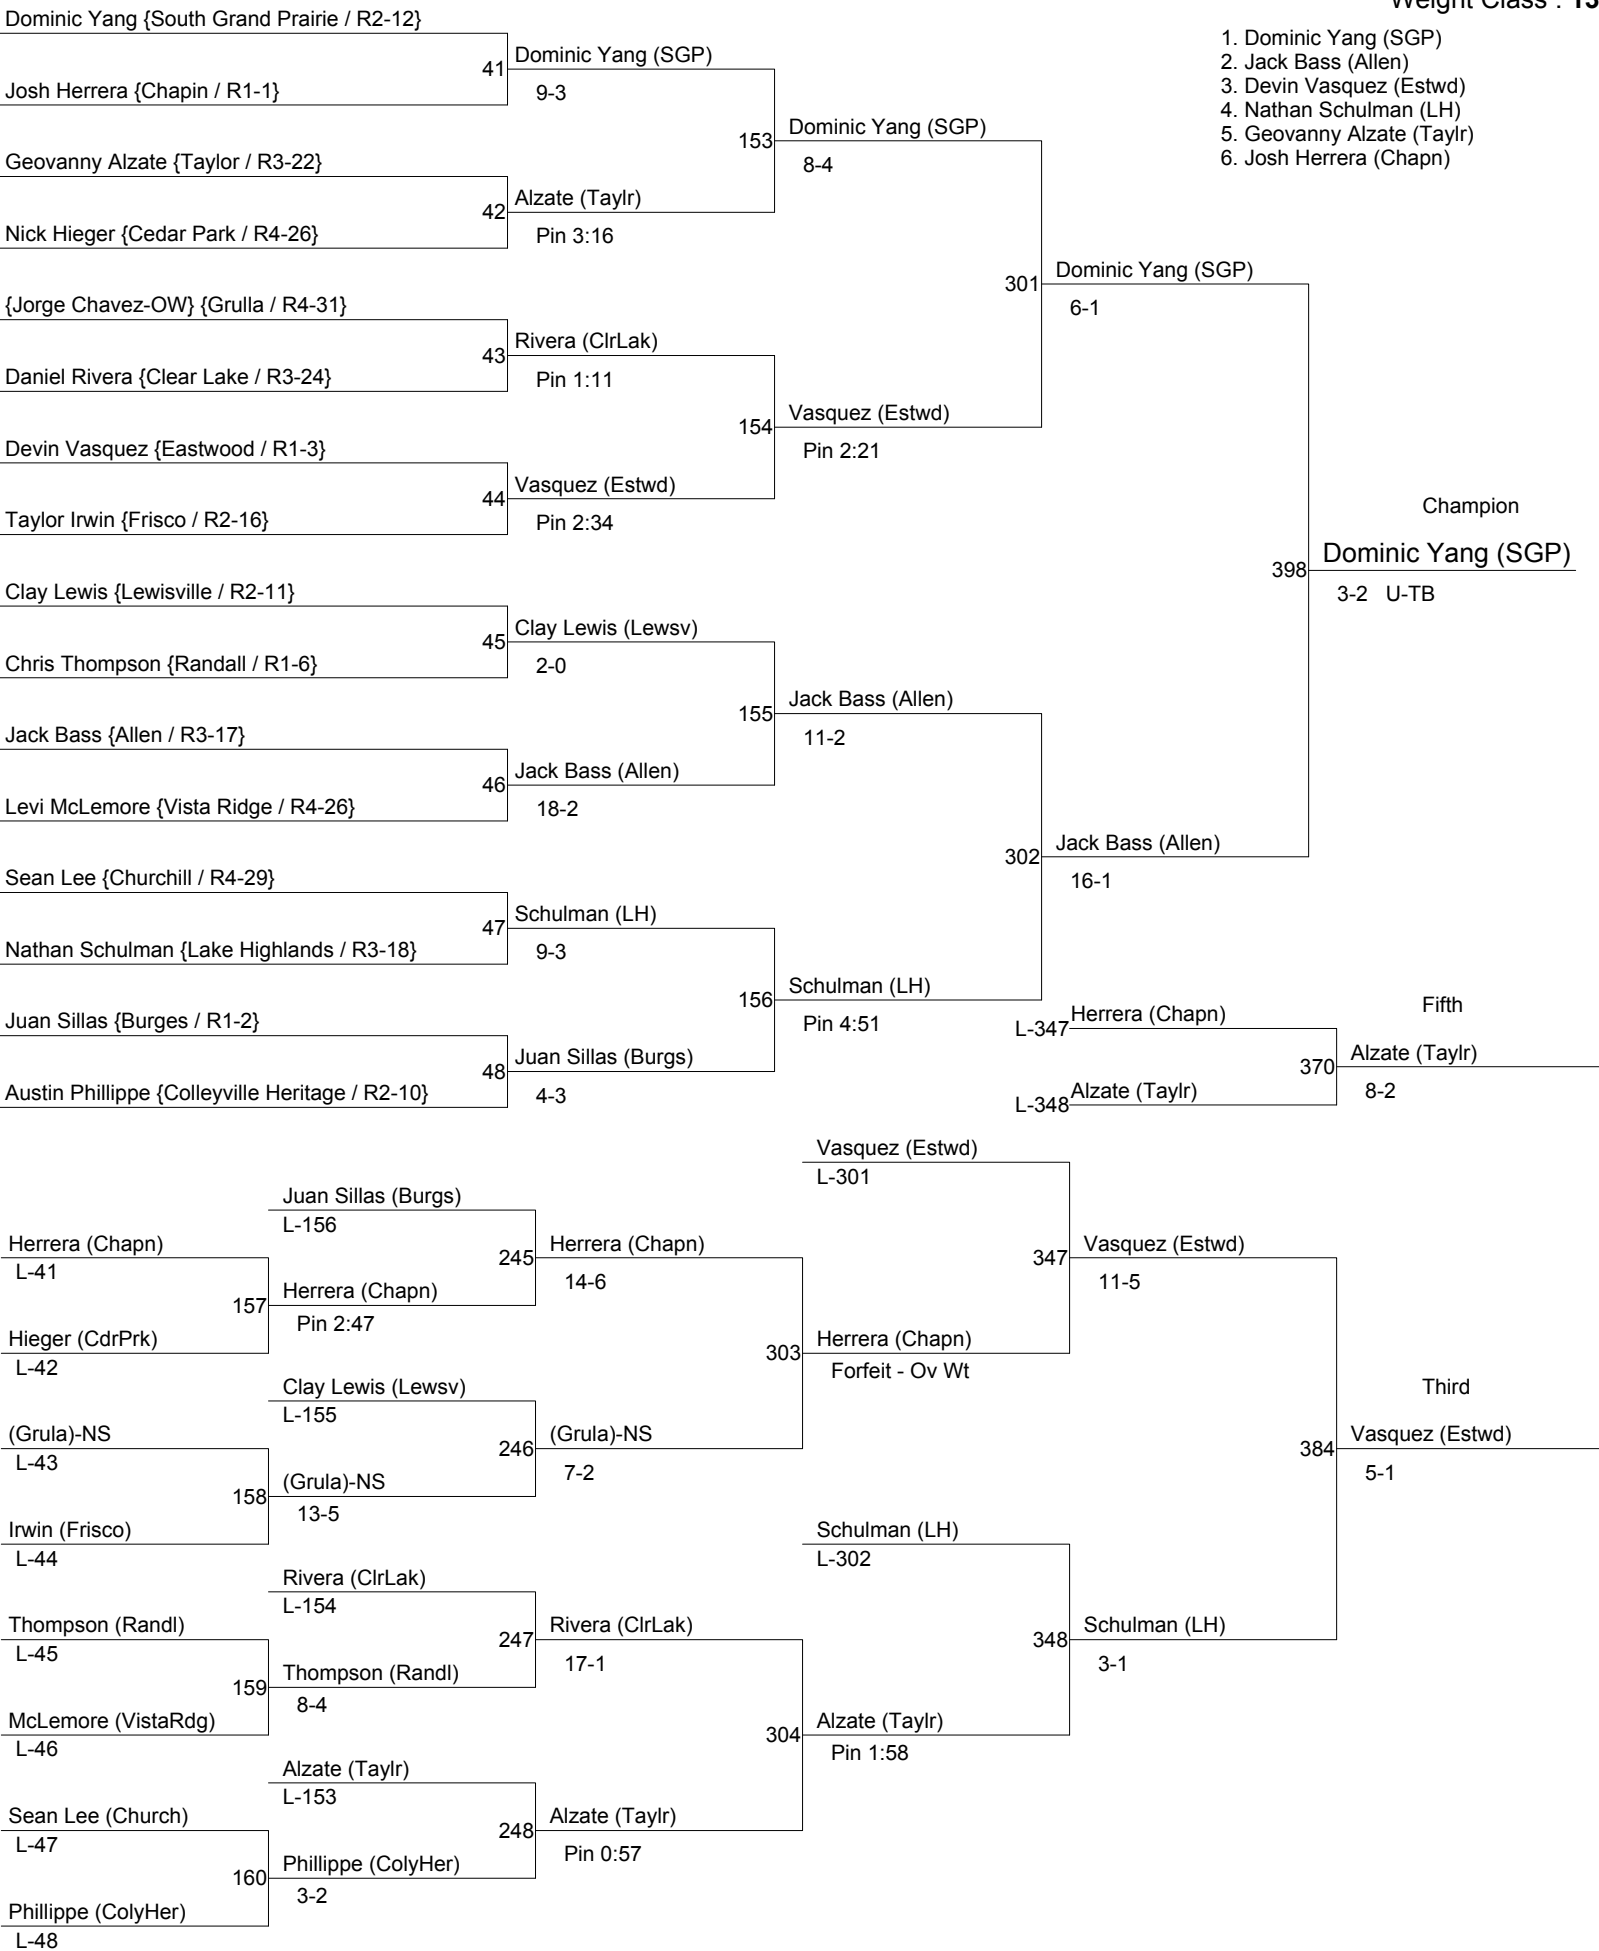 Weight Class : 13
1. Dominic Yang (SGP)
2. Jack Bass (Allen)
3. Devin Vasquez (Estwd)
4. Nathan Schulman (LH)
5. Geovanny Alzate (Taylr)
6. Josh Herrera (Chapn)
Dominic Yang {South Grand Prairie / R2-12}
41
Josh Herrera {Chapin / R1-1}
Geovanny Alzate {Taylor / R3-22}
42
Nick Hieger {Cedar Park / R4-26}
{Jorge Chavez-OW} {Grulla / R4-31}
43
Daniel Rivera {Clear Lake / R3-24}
Devin Vasquez {Eastwood / R1-3}
44
Taylor Irwin {Frisco / R2-16}
Clay Lewis {Lewisville / R2-11}
45
Chris Thompson {Randall / R1-6}
Jack Bass {Allen / R3-17}
46
Levi McLemore {Vista Ridge / R4-26}
Sean Lee {Churchill / R4-29}
47
Nathan Schulman {Lake Highlands / R3-18}
Juan Sillas {Burges / R1-2}
48
Austin Phillippe {Colleyville Heritage / R2-10}
Dominic Yang (SGP)
9-3
153
Alzate (Taylr)
Pin 3:16
Rivera (ClrLak)
Pin 1:11
154
Vasquez (Estwd)
Pin 2:34
Clay Lewis (Lewsv)
2-0
155
Jack Bass (Allen)
18-2
Schulman (LH)
9-3
156
Juan Sillas (Burgs)
4-3
Dominic Yang (SGP)
8-4
301
Vasquez (Estwd)
Pin 2:21
Jack Bass (Allen)
11-2
302
Schulman (LH)
Pin 4:51
Dominic Yang (SGP)
6-1
398
Jack Bass (Allen)
16-1
Champion
Dominic Yang (SGP)
3-2 U-TB
L-347 Herrera (Chapn)
370
L-348 Alzate (Taylr)
Fifth
Alzate (Taylr)
8-2
Herrera (Chapn)
L-41
157
Hieger (CdrPrk)
L-42
(Grula)-NS
L-43
158
Irwin (Frisco)
L-44
Thompson (Randl)
L-45
159
McLemore (VistaRdg)
L-46
Sean Lee (Church)
L-47
160
Phillippe (ColyHer)
L-48
Juan Sillas (Burgs)
L-156
245
Herrera (Chapn)
Pin 2:47
Clay Lewis (Lewsv)
L-155
246
(Grula)-NS
13-5
Rivera (ClrLak)
L-154
247
Thompson (Randl)
8-4
Alzate (Taylr)
L-153
248
Phillippe (ColyHer)
3-2
Herrera (Chapn)
14-6
303
(Grula)-NS
7-2
Rivera (ClrLak)
17-1
304
Alzate (Taylr)
Pin 0:57
Vasquez (Estwd)
L-301
347
Herrera (Chapn)
Forfeit - Ov Wt
Schulman (LH)
L-302
348
Alzate (Taylr)
Pin 1:58
Vasquez (Estwd)
11-5
384
Schulman (LH)
3-1
Third
Vasquez (Estwd)
5-1